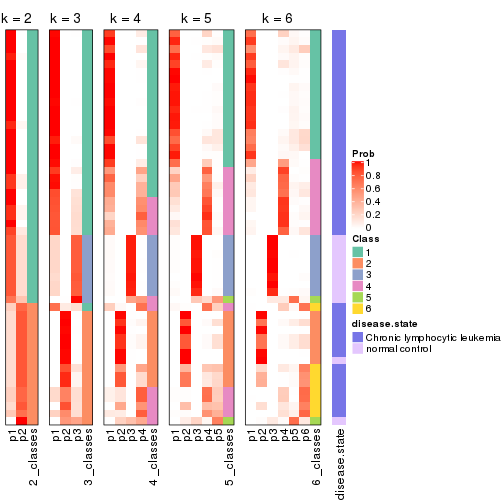 k = 2 k = 3 k = 4 k = 5 k = 6
Prob
1
0.8
0.6
0.4
0.2
0
Class
1
2
3
4
5
6
disease.state
Chronic lymphocytic leukemia
normal control
p1 p2 2_classes p1 p2 p3 3_classes p1 p2 p3 p4 4_classes p1 p2 p3 p4 p5 5_classes p1 p2 p3 p4 p5 p6 6_classes disease.state